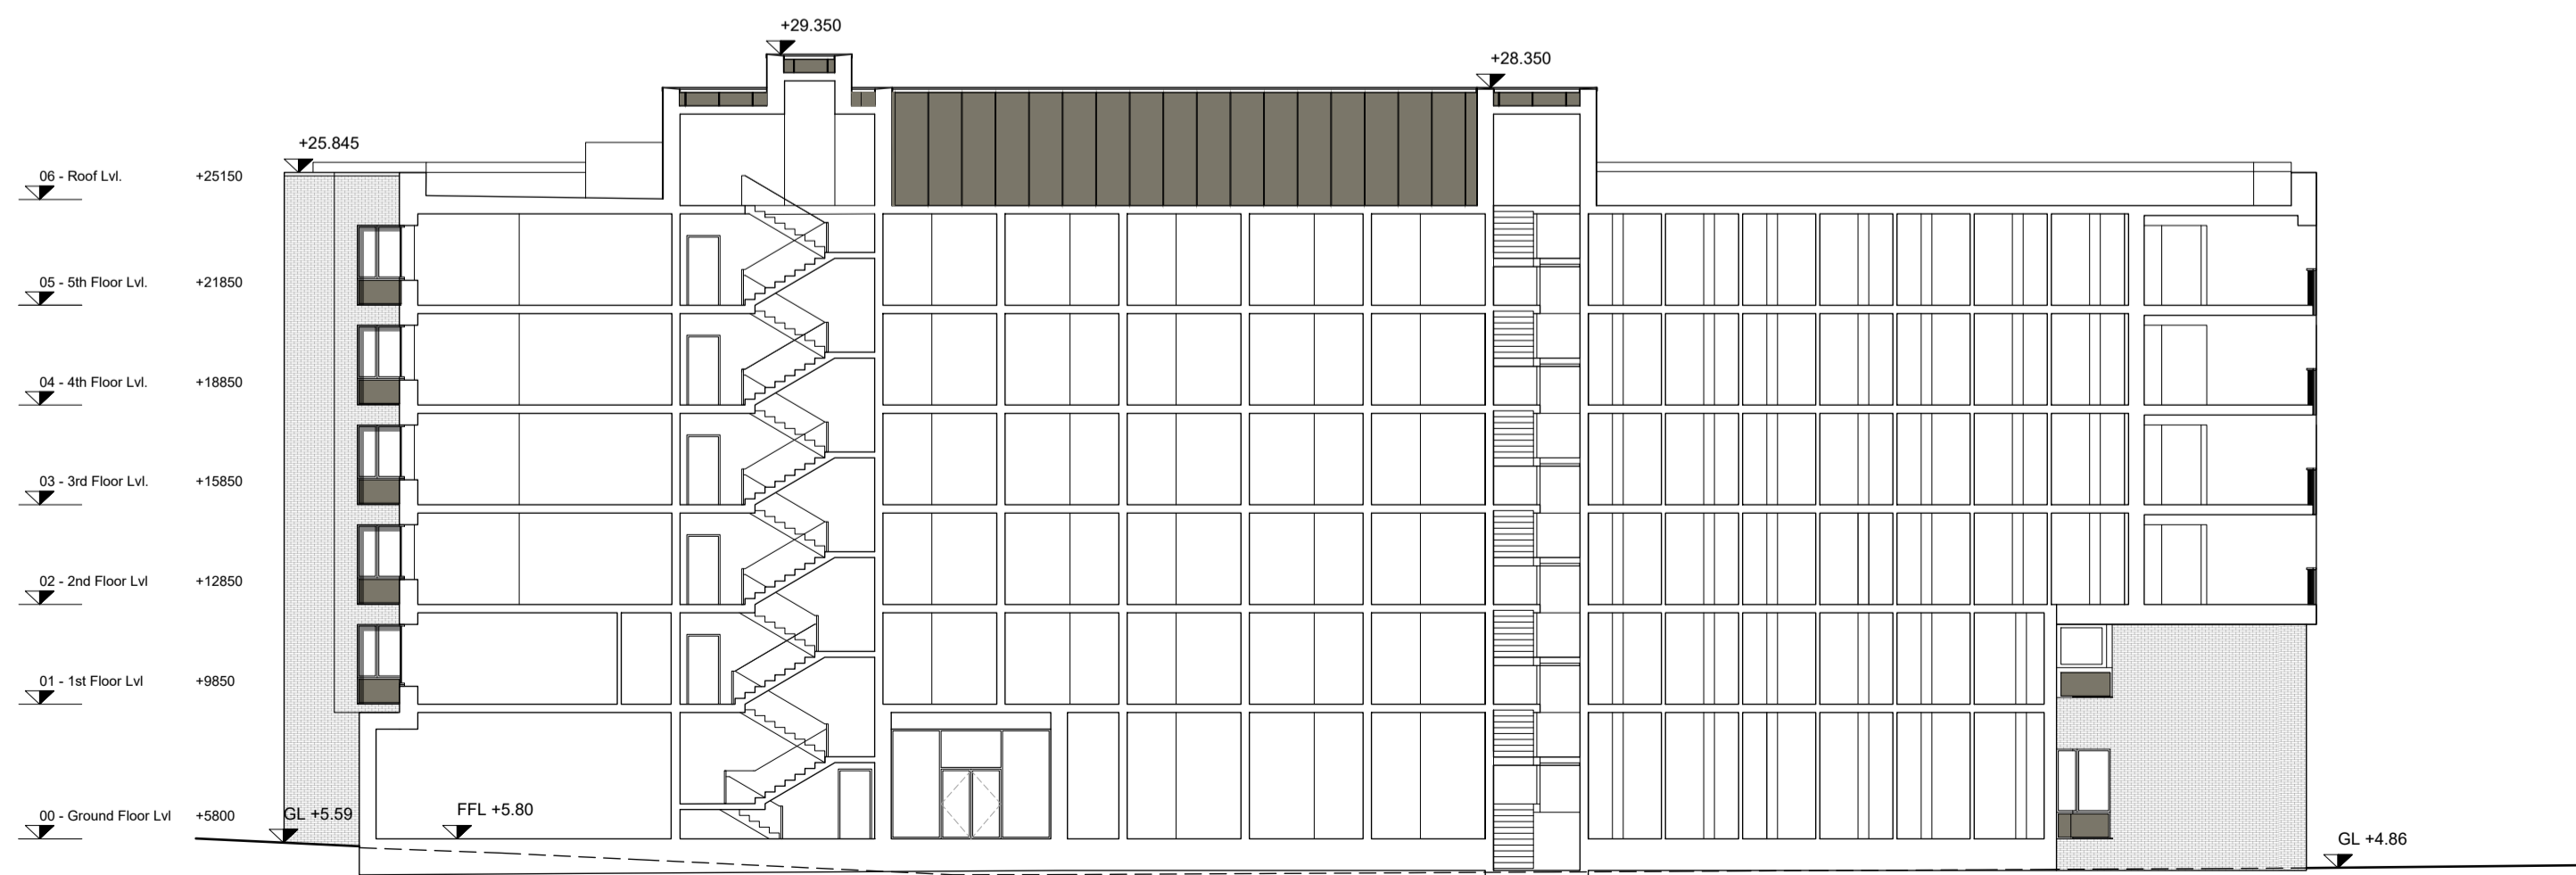 +29.350
+28.350
+25.845
06 - Roof Lvl. +25150
05 - 5th Floor Lvl. +21850
04 - 4th Floor Lvl. +18850
03 - 3rd Floor Lvl. +15850
02 - 2nd Floor Lvl +12850
01 - 1st Floor Lvl +9850
00 - Ground Floor Lvl +5800
GL +5.59
FFL +5.80
GL +4.86